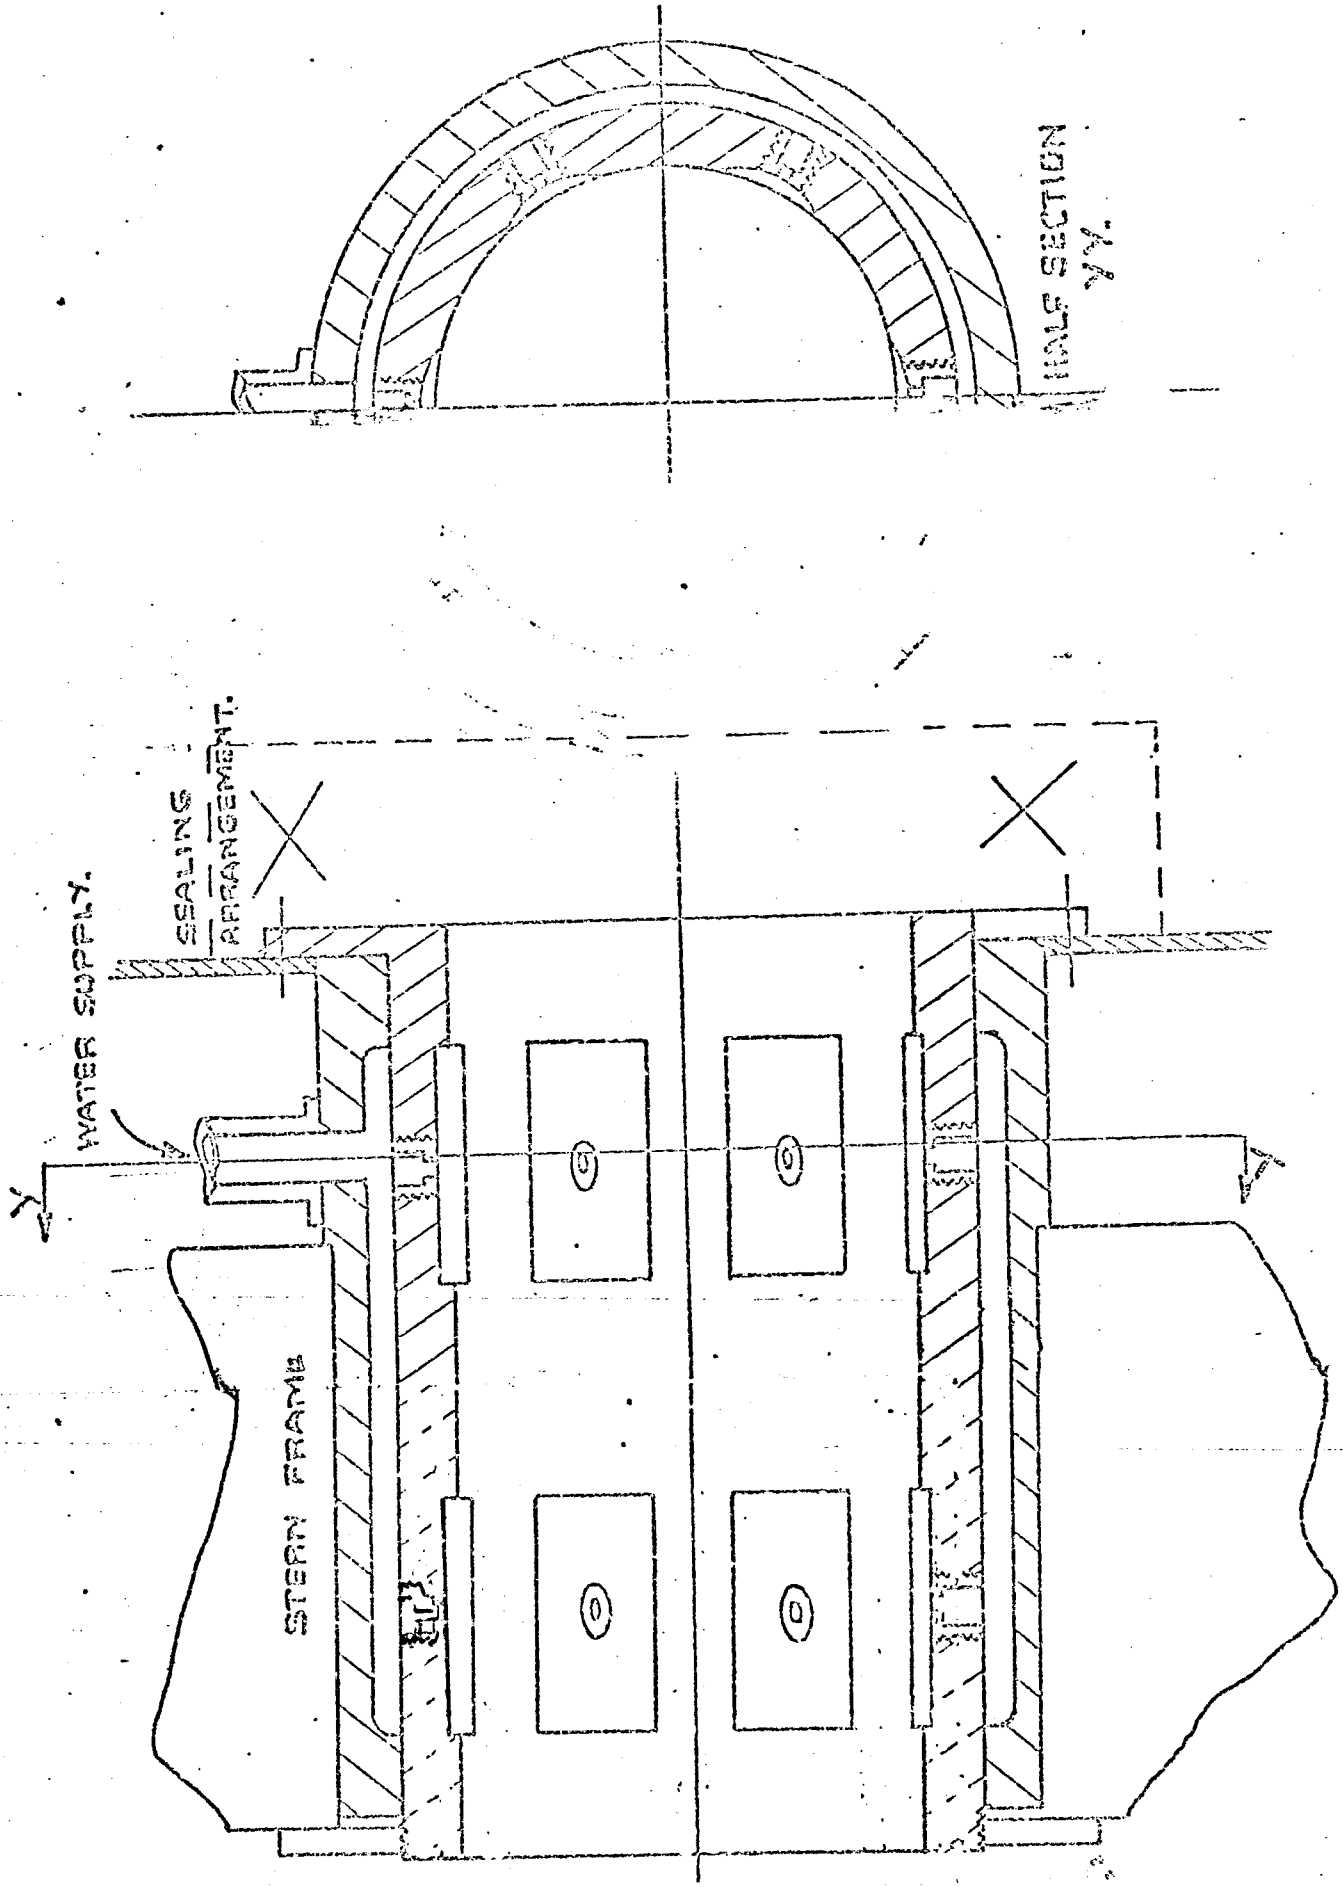 HALF SECTION
YY.
SEALING
ARRANGEMENT.
WATER SUPPLY.
Y
Y
STERN FRAME